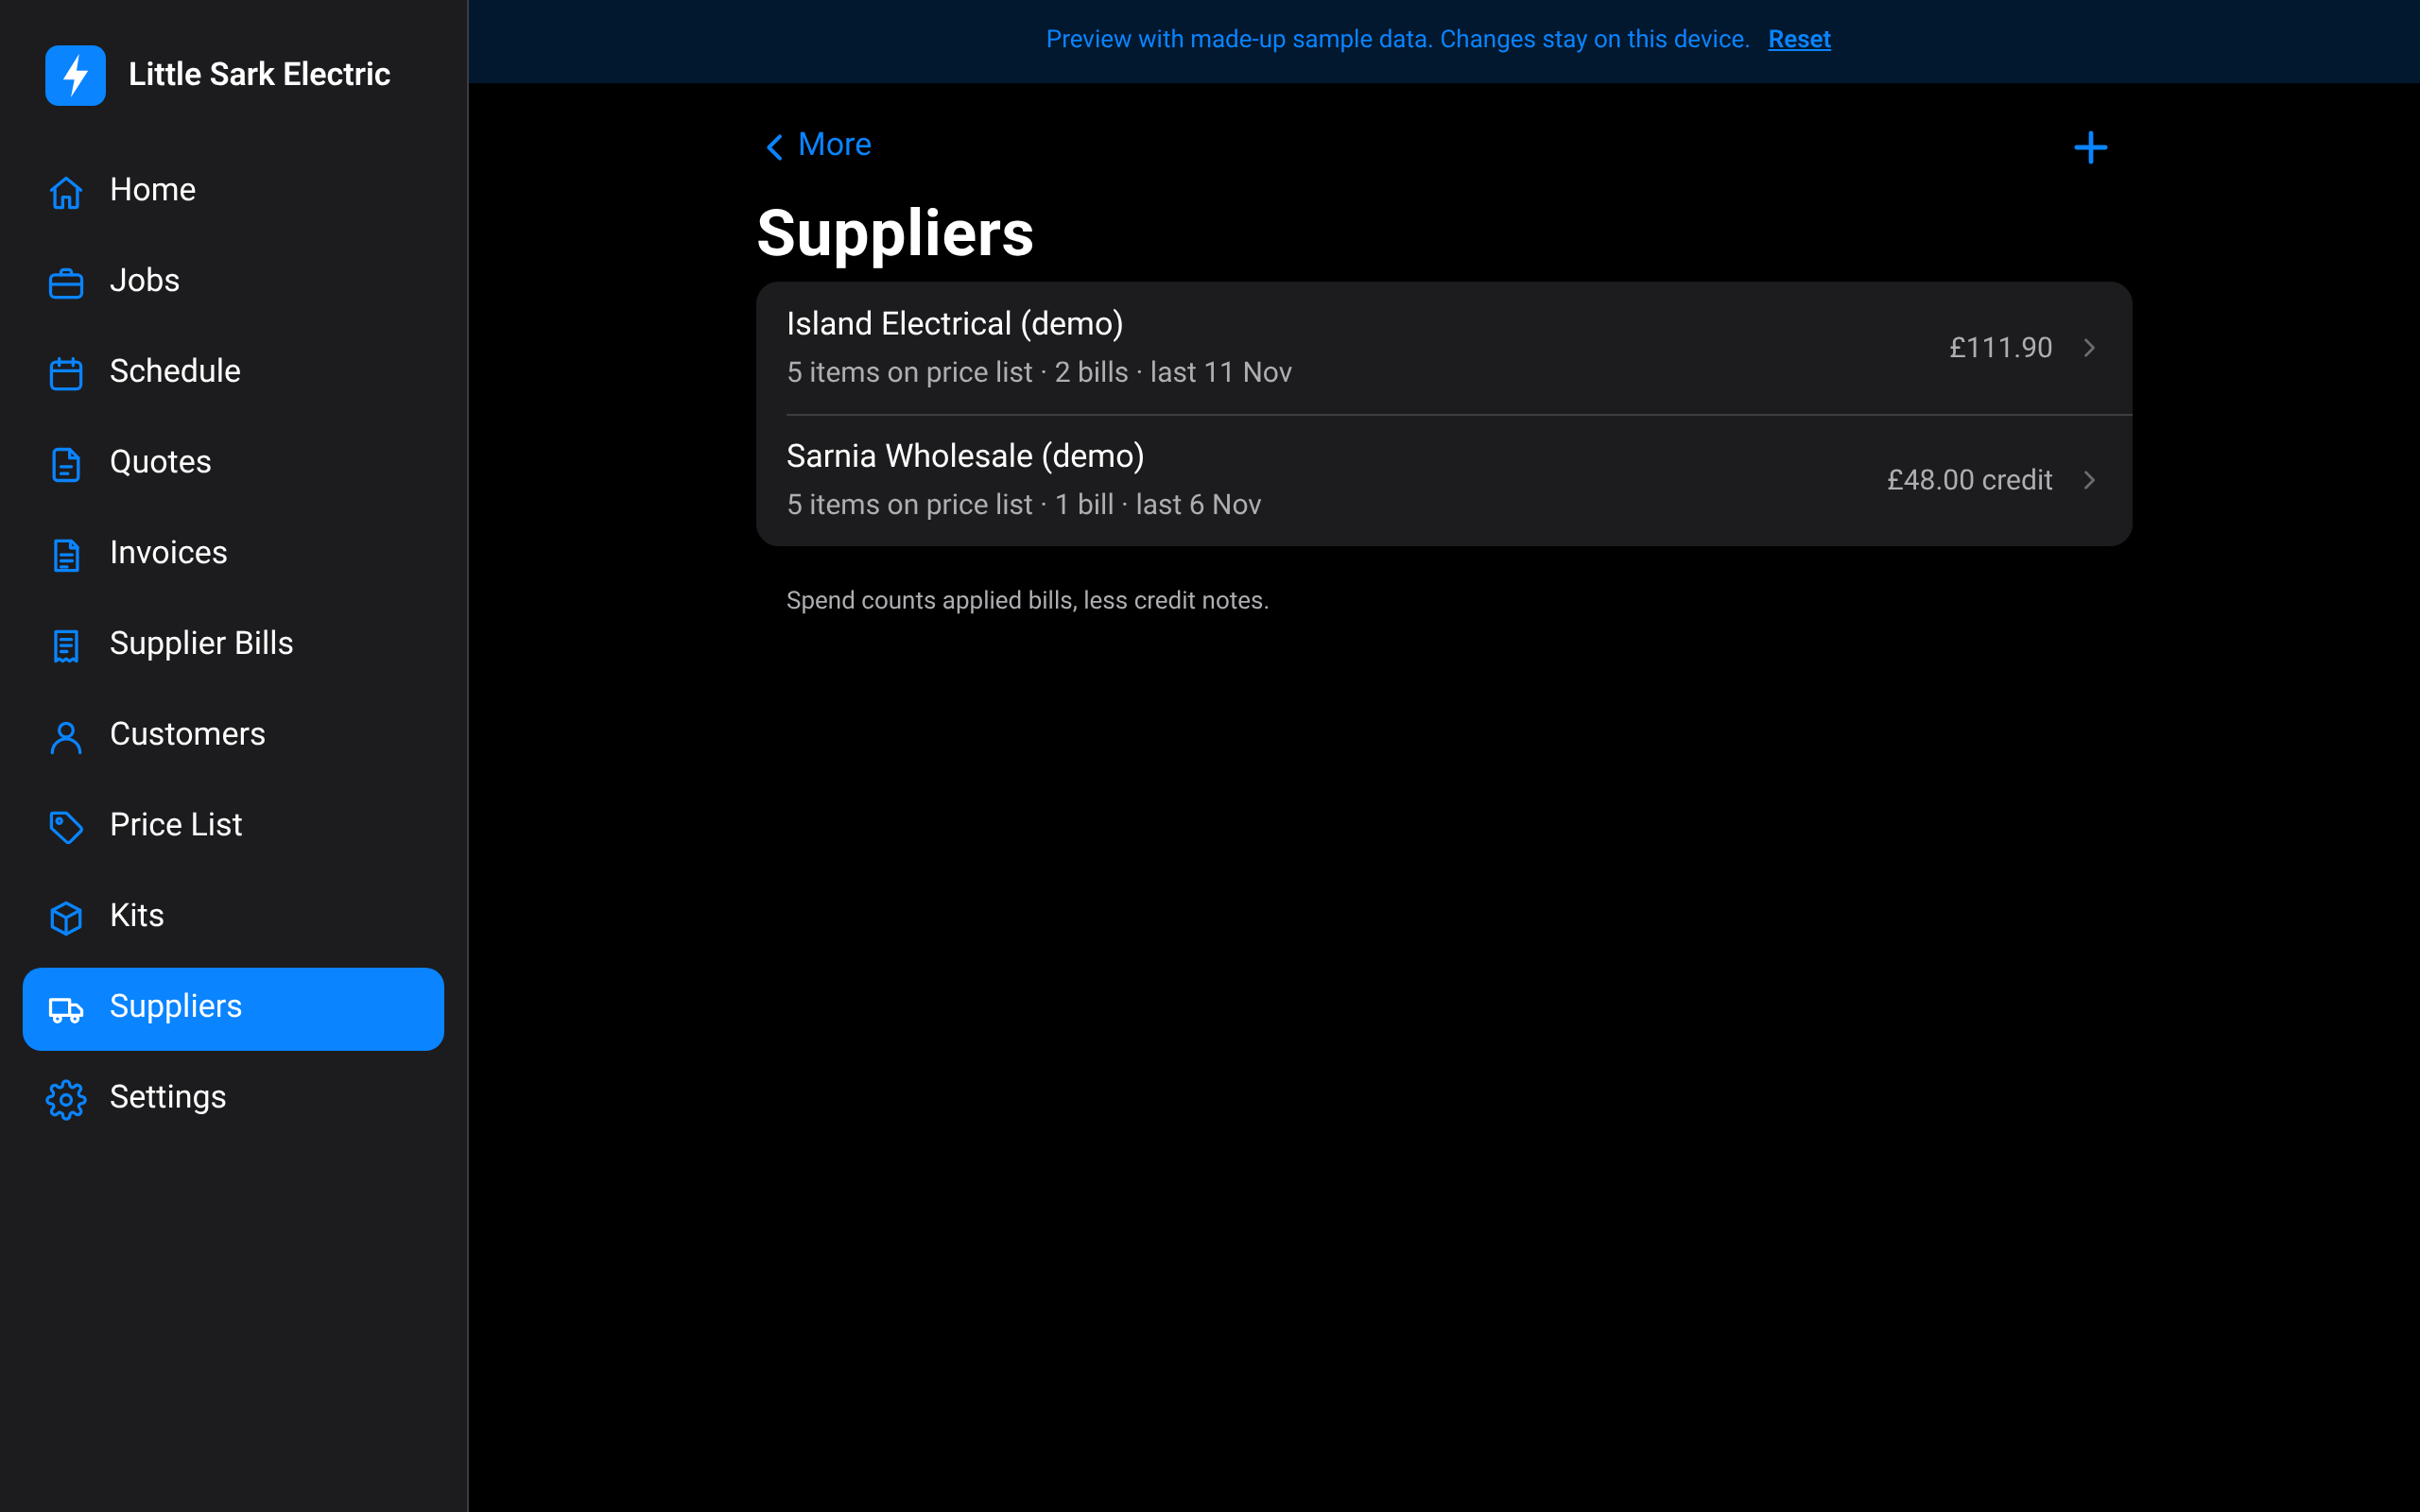 Little Sark Electric
Home
Jobs
Schedule
Quotes
Invoices
Supplier Bills
Customers
Price List
Kits
Suppliers
Settings
Preview with made-up sample data. Changes stay on this device. Reset
More
Suppliers
Island Electrical (demo)
5 items on price list · 2 bills · last 11 Nov
£111.90
Sarnia Wholesale (demo)
5 items on price list · 1 bill · last 6 Nov
£48.00 credit
Spend counts applied bills, less credit notes.